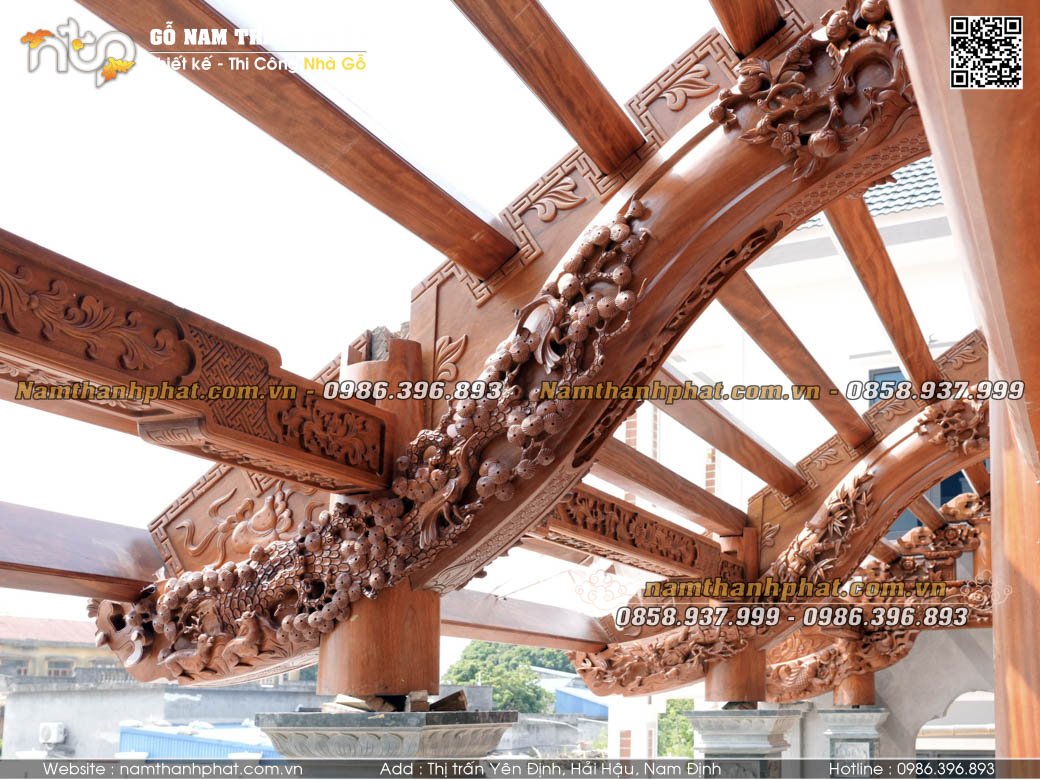 ntp
GỖ NAM
Thiết kế - Thi Công Nhà Gỗ
Namthanhphat.com.vn - 0986.396.893
Namthanhphat.com.vn - 0858.937.999
Namthanhphat.com.vn
0858.937.999 - 0986.396.893
Website : namthanhphat.com.vn
Add : Thị trấn Yên Định, Hải Hậu, Nam Định
Hotline : 0986.396.893